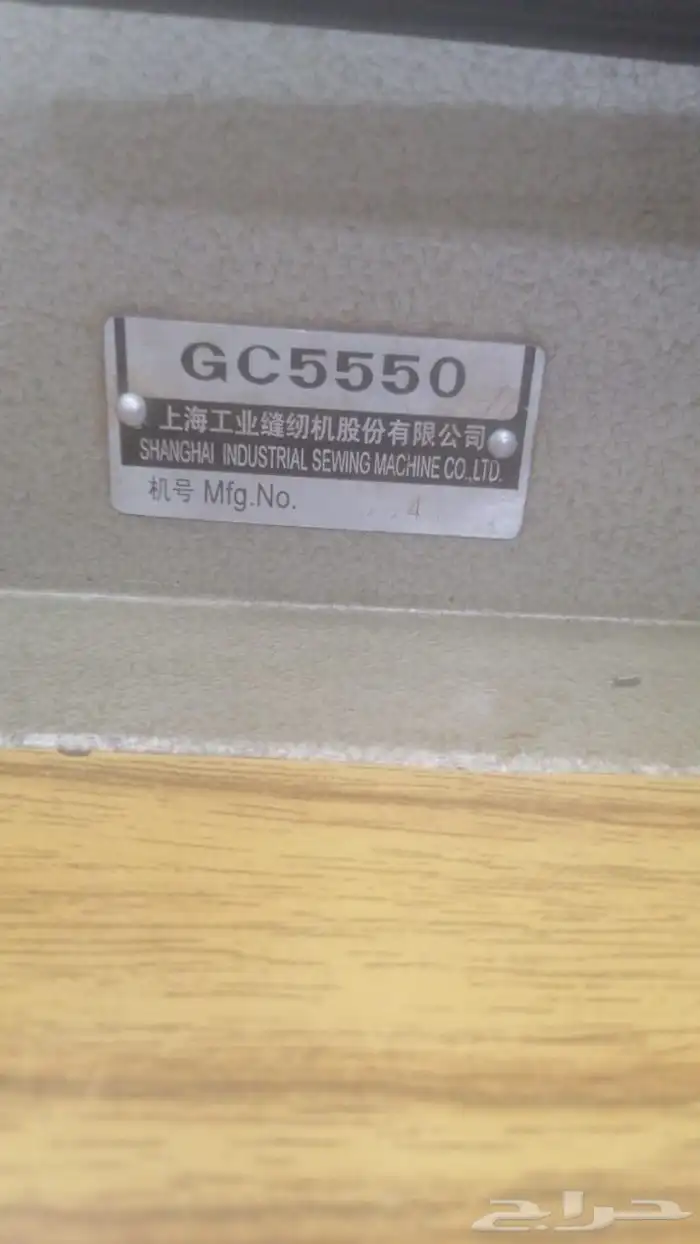 GC5550
上海工业缝纫机股份有限公司
SHANGHAI INDUSTRIAL SEWING MACHINE CO.,LTD.
机号 Mfg.No.
حراج